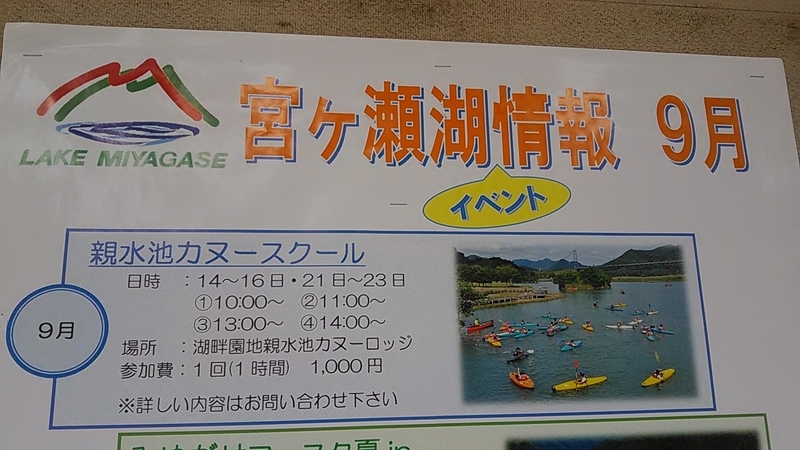 LAKE MIYAGASE
宮ヶ瀬湖情報 9月
イベント
親水池カヌースクール
日時 :14～16日・21日～23日
①10:00～ ②11:00～
③13:00～ ④14:00～
9月
場所 :湖畔園地親水池カヌーロッジ
参加費:1回(1時間) 1,000円
※詳しい内容はお問い合わせ下さい